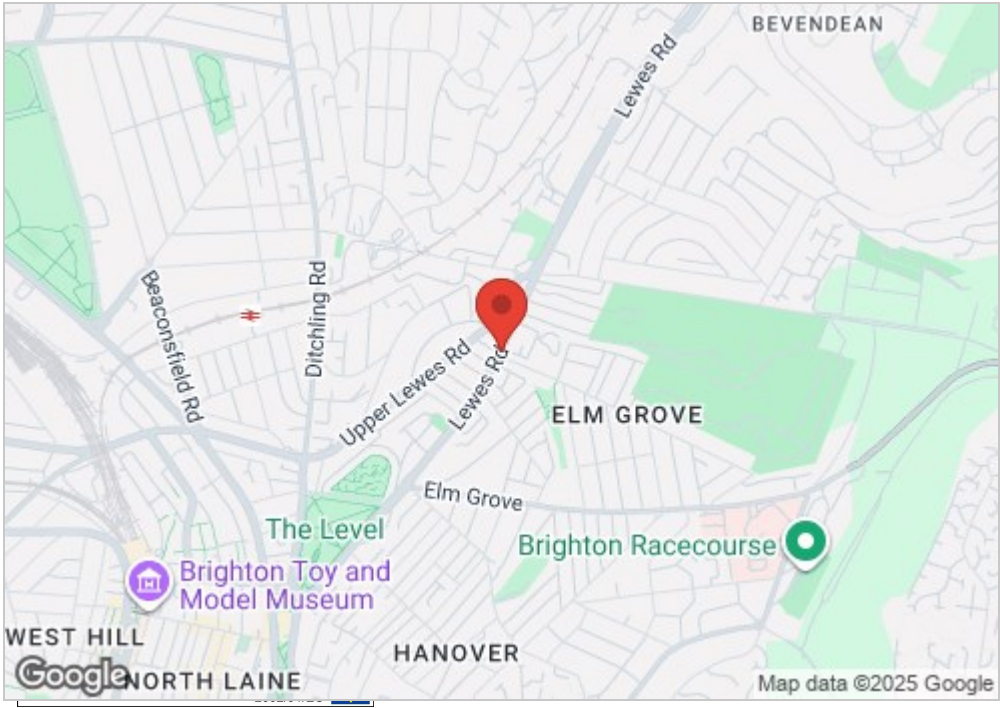 BEVENDEAN
Lewes Rd
Beaconsfield Rd
Ditchling Rd
Upper Lewes Rd
Lewes Rd
ELM GROVE
Elm Grove
The Level
Brighton Racecourse
Brighton Toy and
Model Museum
WEST HILL
HANOVER
NORTH LAINE
Google
Map data ©2025 Google